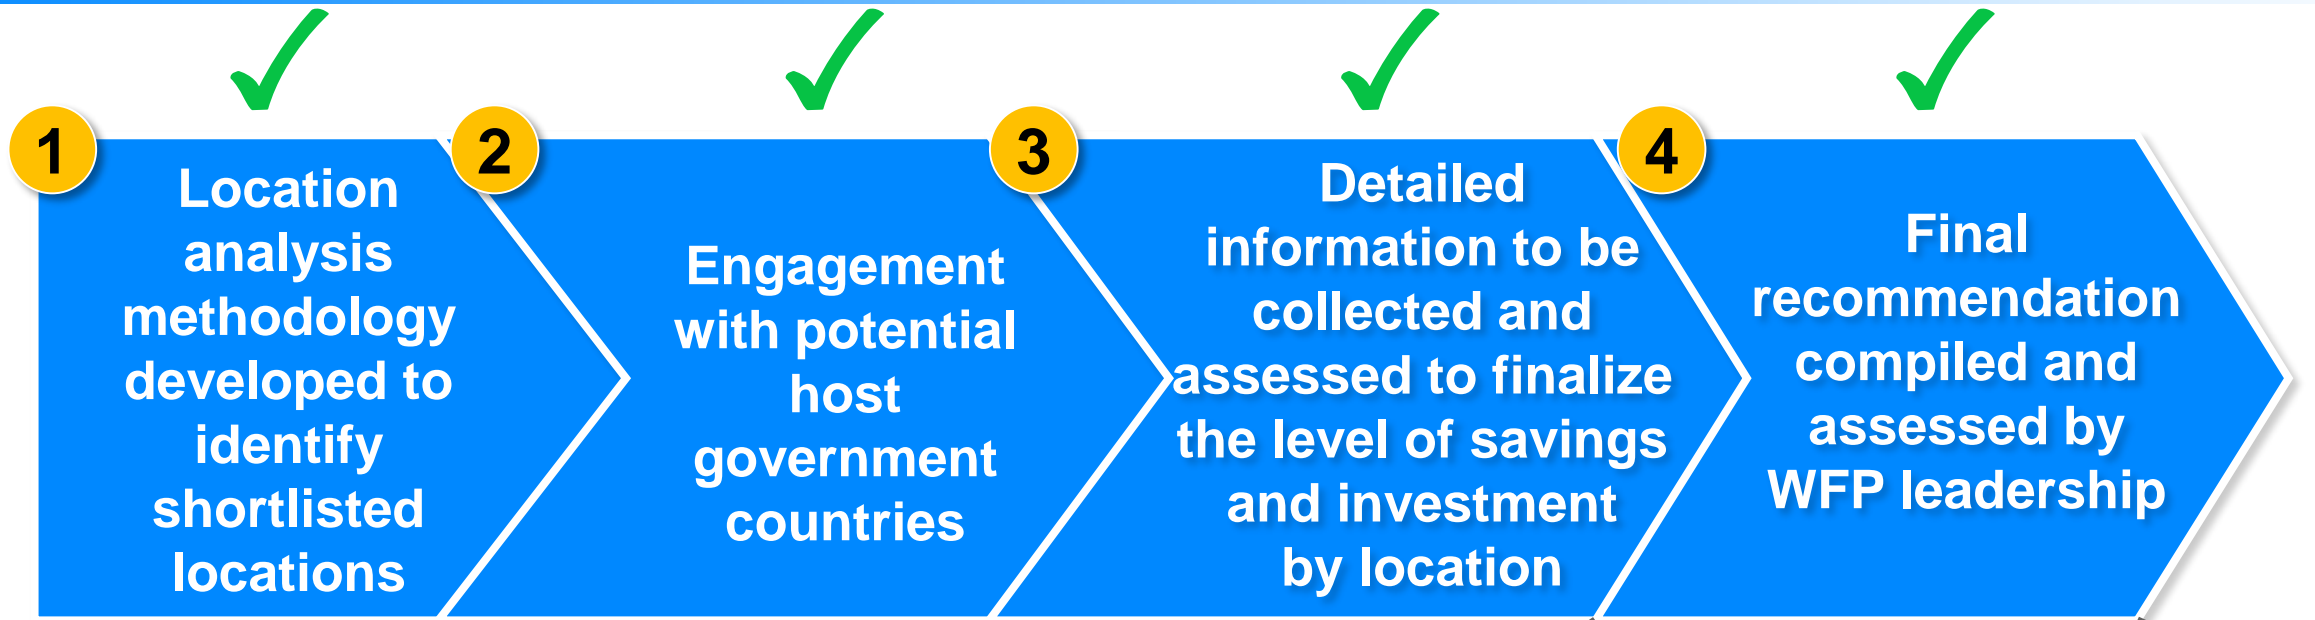 1
Location
analysis
methodology
developed to
identify
shortlisted
locations
2
Engagement
with potential
host
government
countries
3
Detailed
information to be
collected and
assessed to finalize
the level of savings
and investment
by location
4
Final
recommendation
compiled and
assessed by
WFP leadership